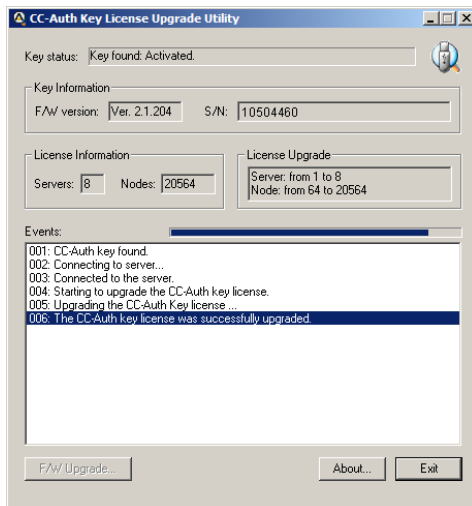 CC-Auth Key License Upgrade Utility
Key status: Key found: Activated.
Key Information
F/W version: Ver. 2.1.204 S/N: 10504460
License Information
Servers: 8 Nodes: 20564
License Upgrade
Server: from 1 to 8
Node: from 64 to 20564
Events:
001: CC-Auth key found.
002: Connecting to server...
003: Connected to the server.
004: Starting to upgrade the CC-Auth key license.
005: Upgrading the CC-Auth Key license ...
006: The CC-Auth key license was successfully upgraded.
F/W Upgrade... About... Exit